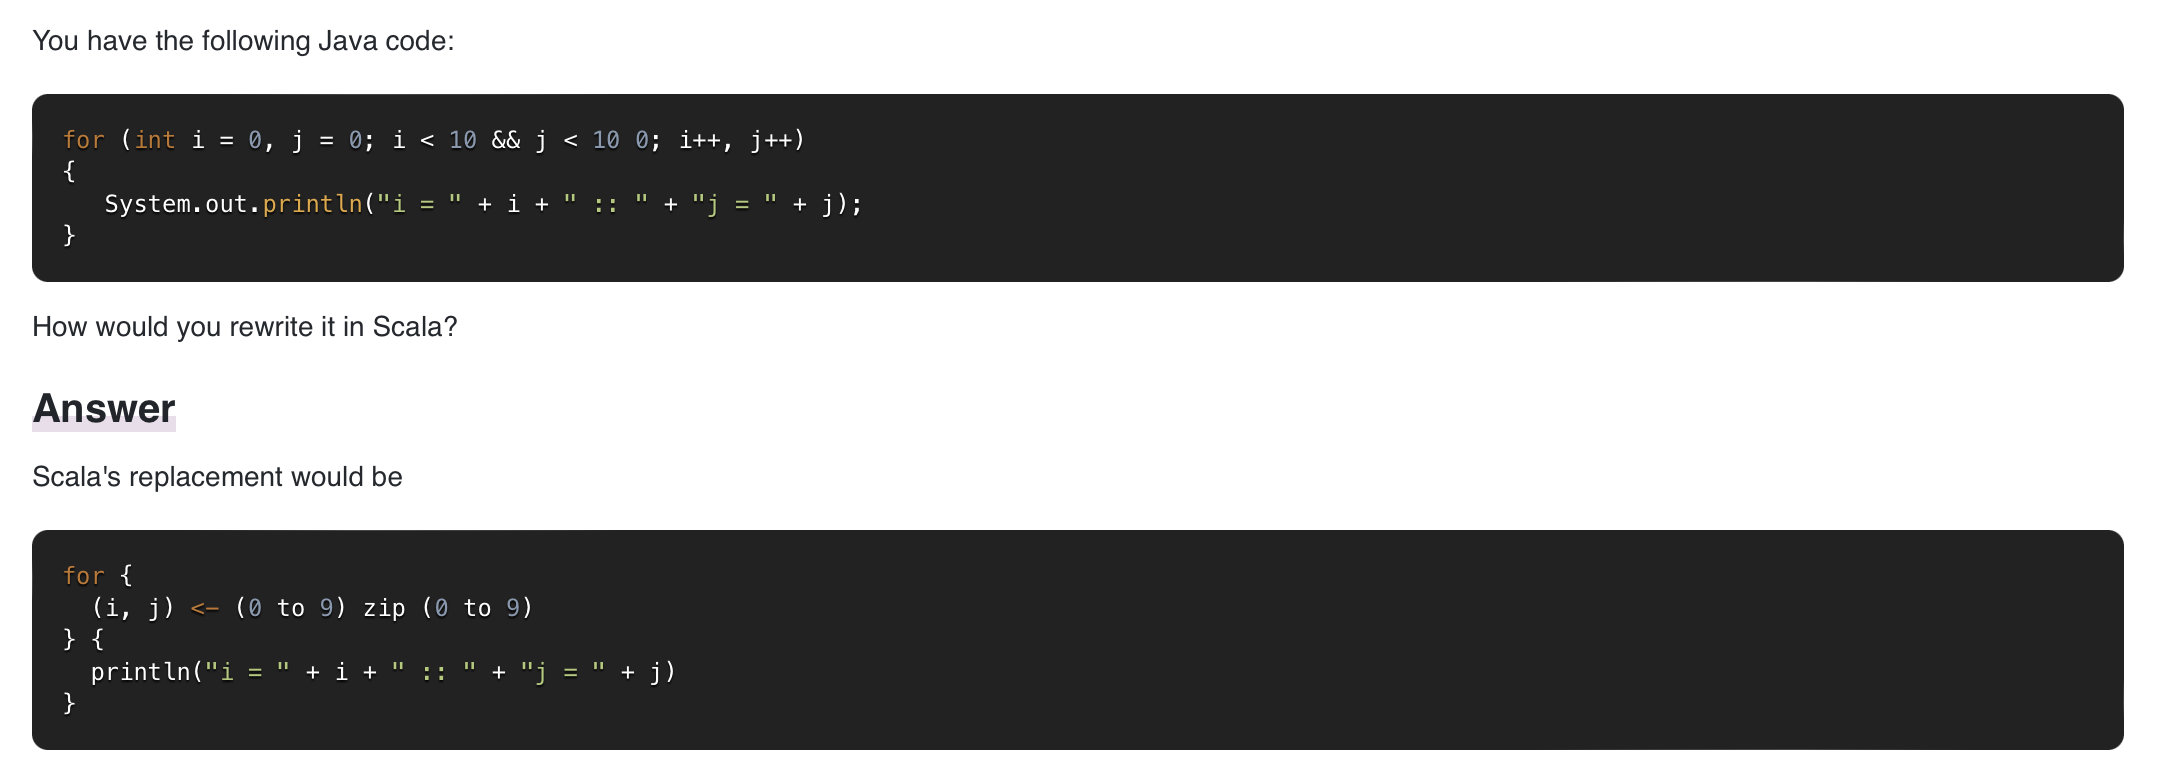 You have the following Java code:
for (int i = 0, j = 0; i < 10 && j < 10 0; i++, j++)
{
   System.out.println("i = " + i + " :: " + "j = " + j);
}
How would you rewrite it in Scala?
Answer
Scala's replacement would be
for {
  (i, j) <- (0 to 9) zip (0 to 9)
} {
  println("i = " + i + " :: " + "j = " + j)
}